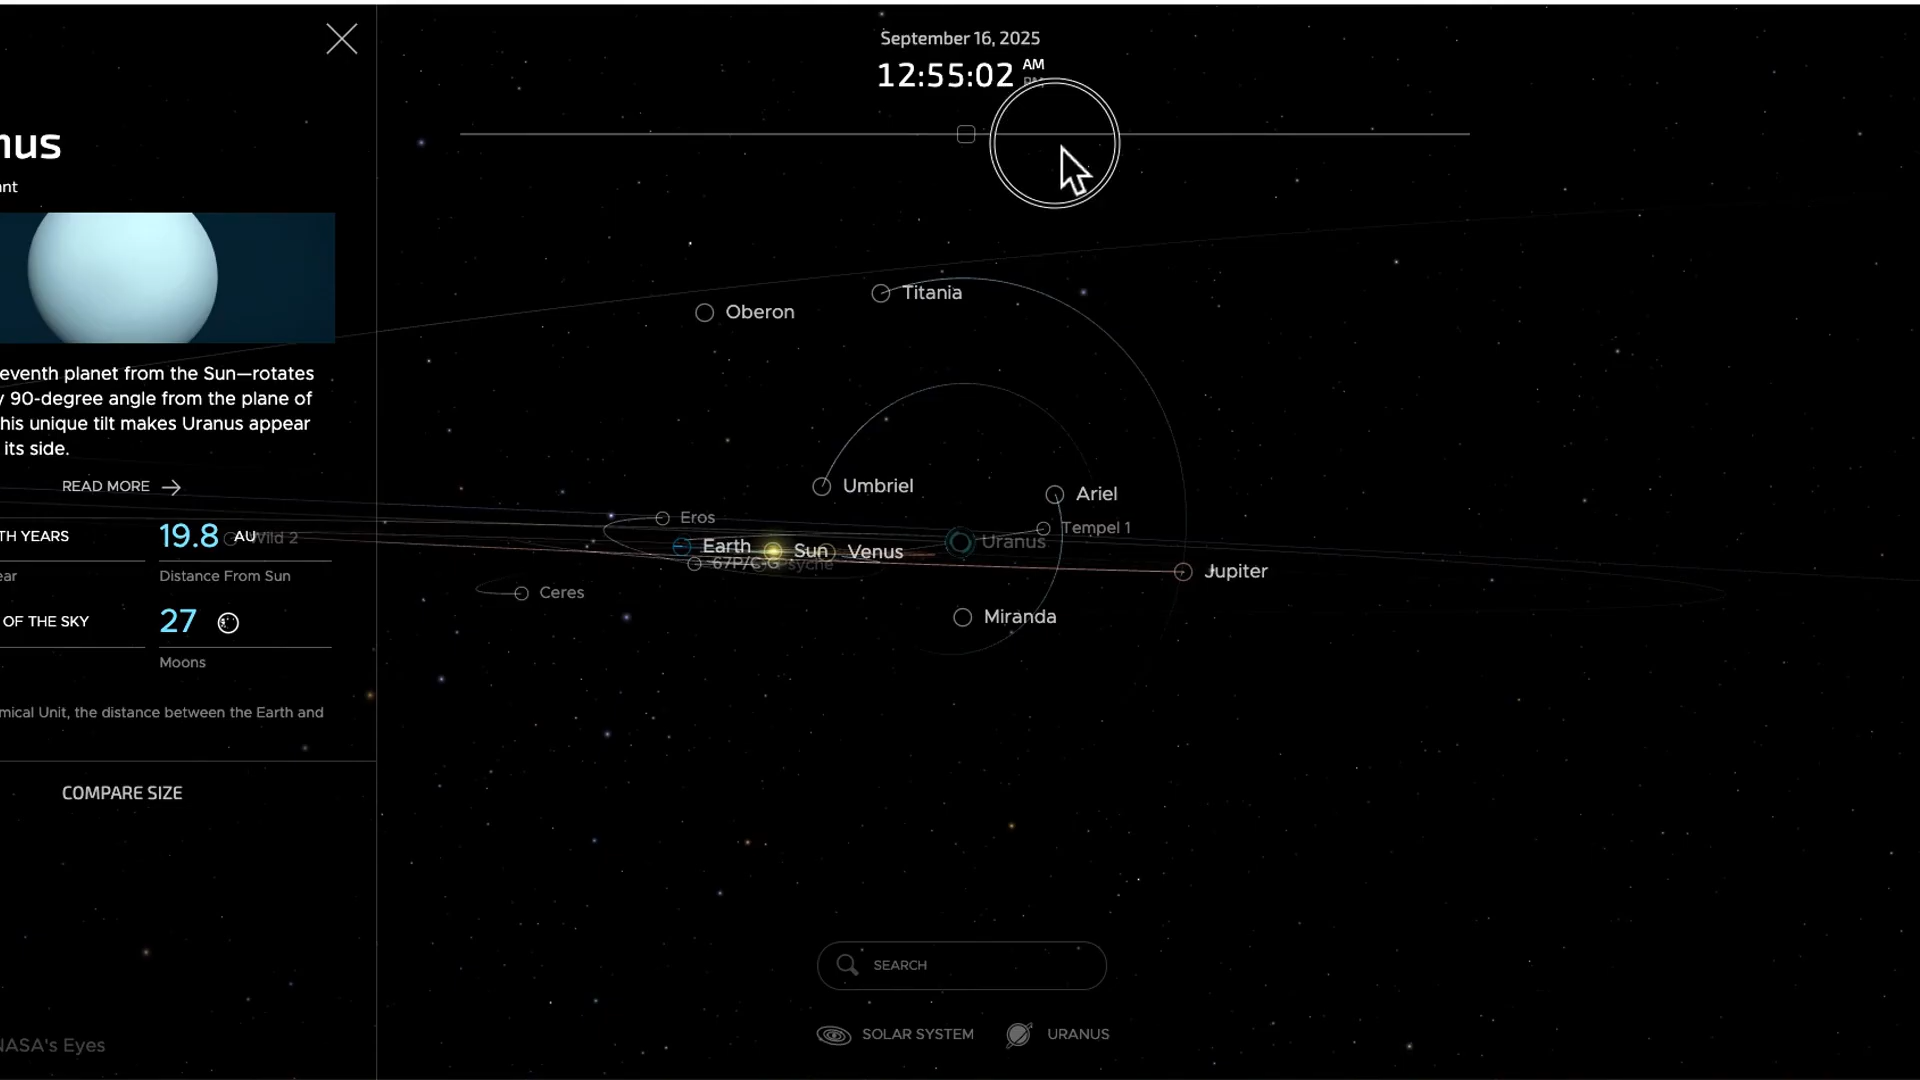 September 16, 2025
12:55:02 AM
PM
nus
ant
eventh planet from the Sun—rotates
y 90-degree angle from the plane of
his unique tilt makes Uranus appear
its side.
READ MORE
TH YEARS
19.8 AU
ear
Distance From Sun
OF THE SKY
27
Moons
mical Unit, the distance between the Earth and
COMPARE SIZE
NASA's Eyes
Titania
Oberon
Umbriel
Ariel
Eros
Tempel 1
Wild 2
Uranus
Earth
Sun
Venus
67P/C-G
Psyche
Jupiter
Ceres
Miranda
SEARCH
SOLAR SYSTEM
URANUS